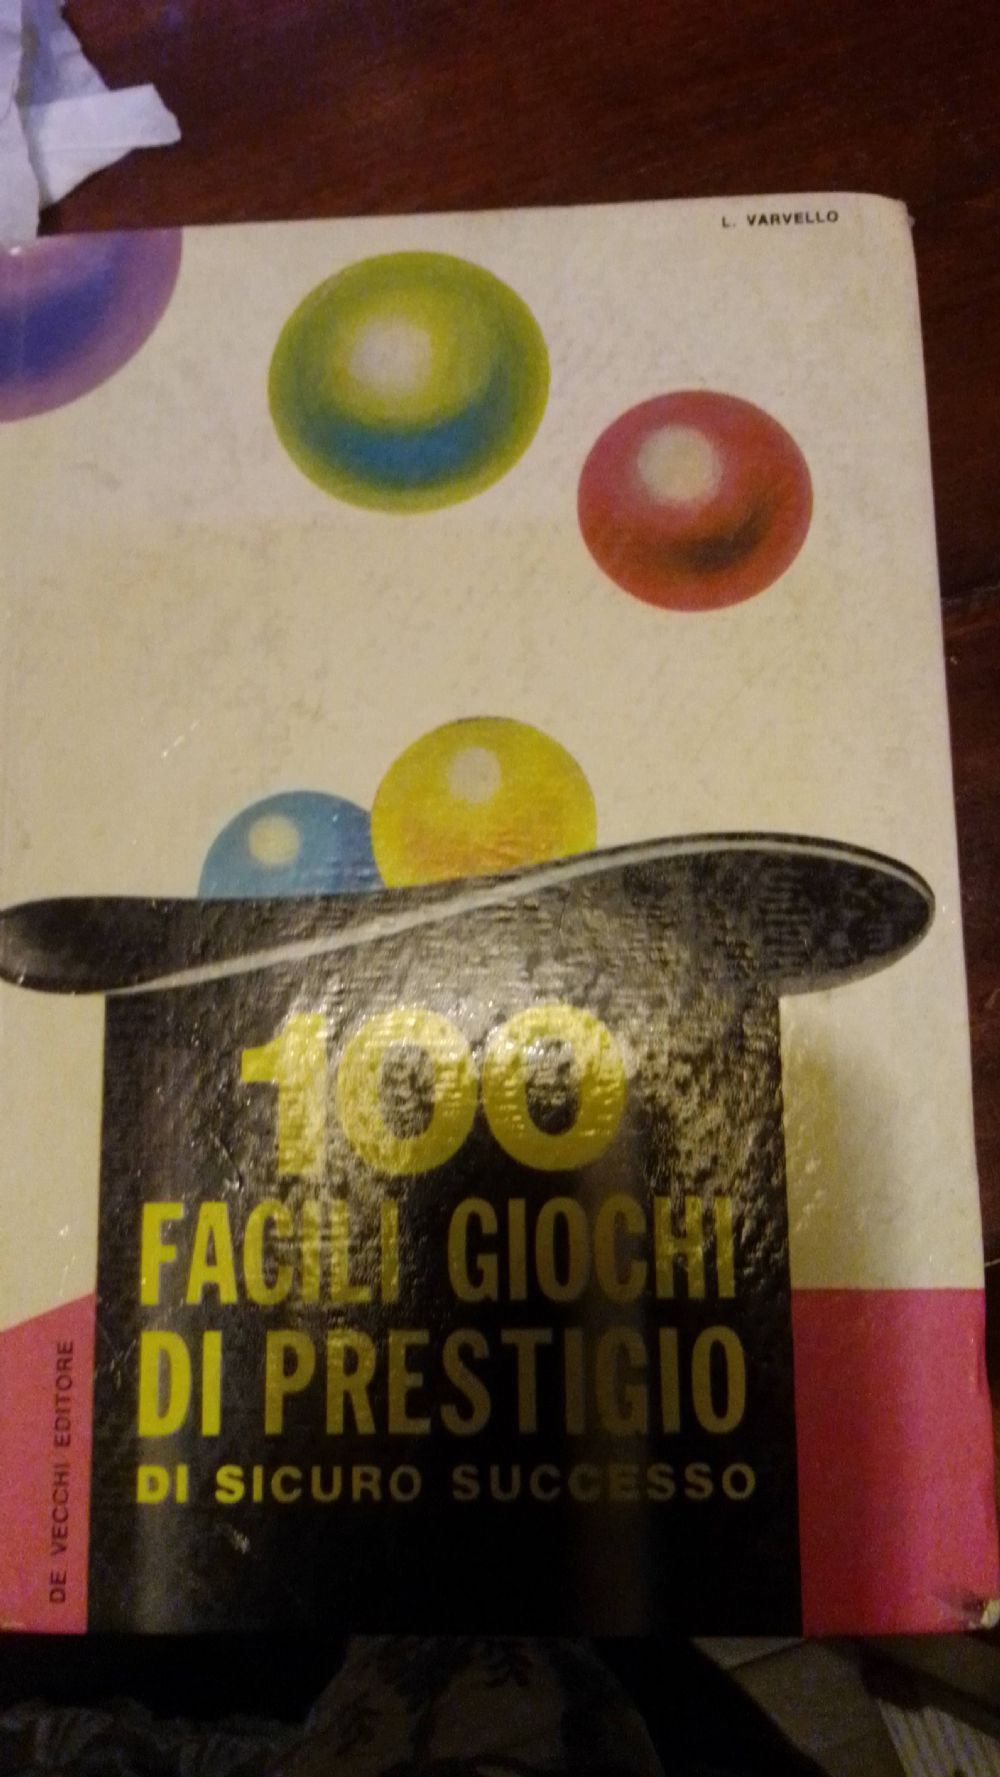 L. VARVELLO
100
FACILI GIOCHI
DI PRESTIGIO
DI SICURO SUCCESSO
DE VECCHI EDITORE